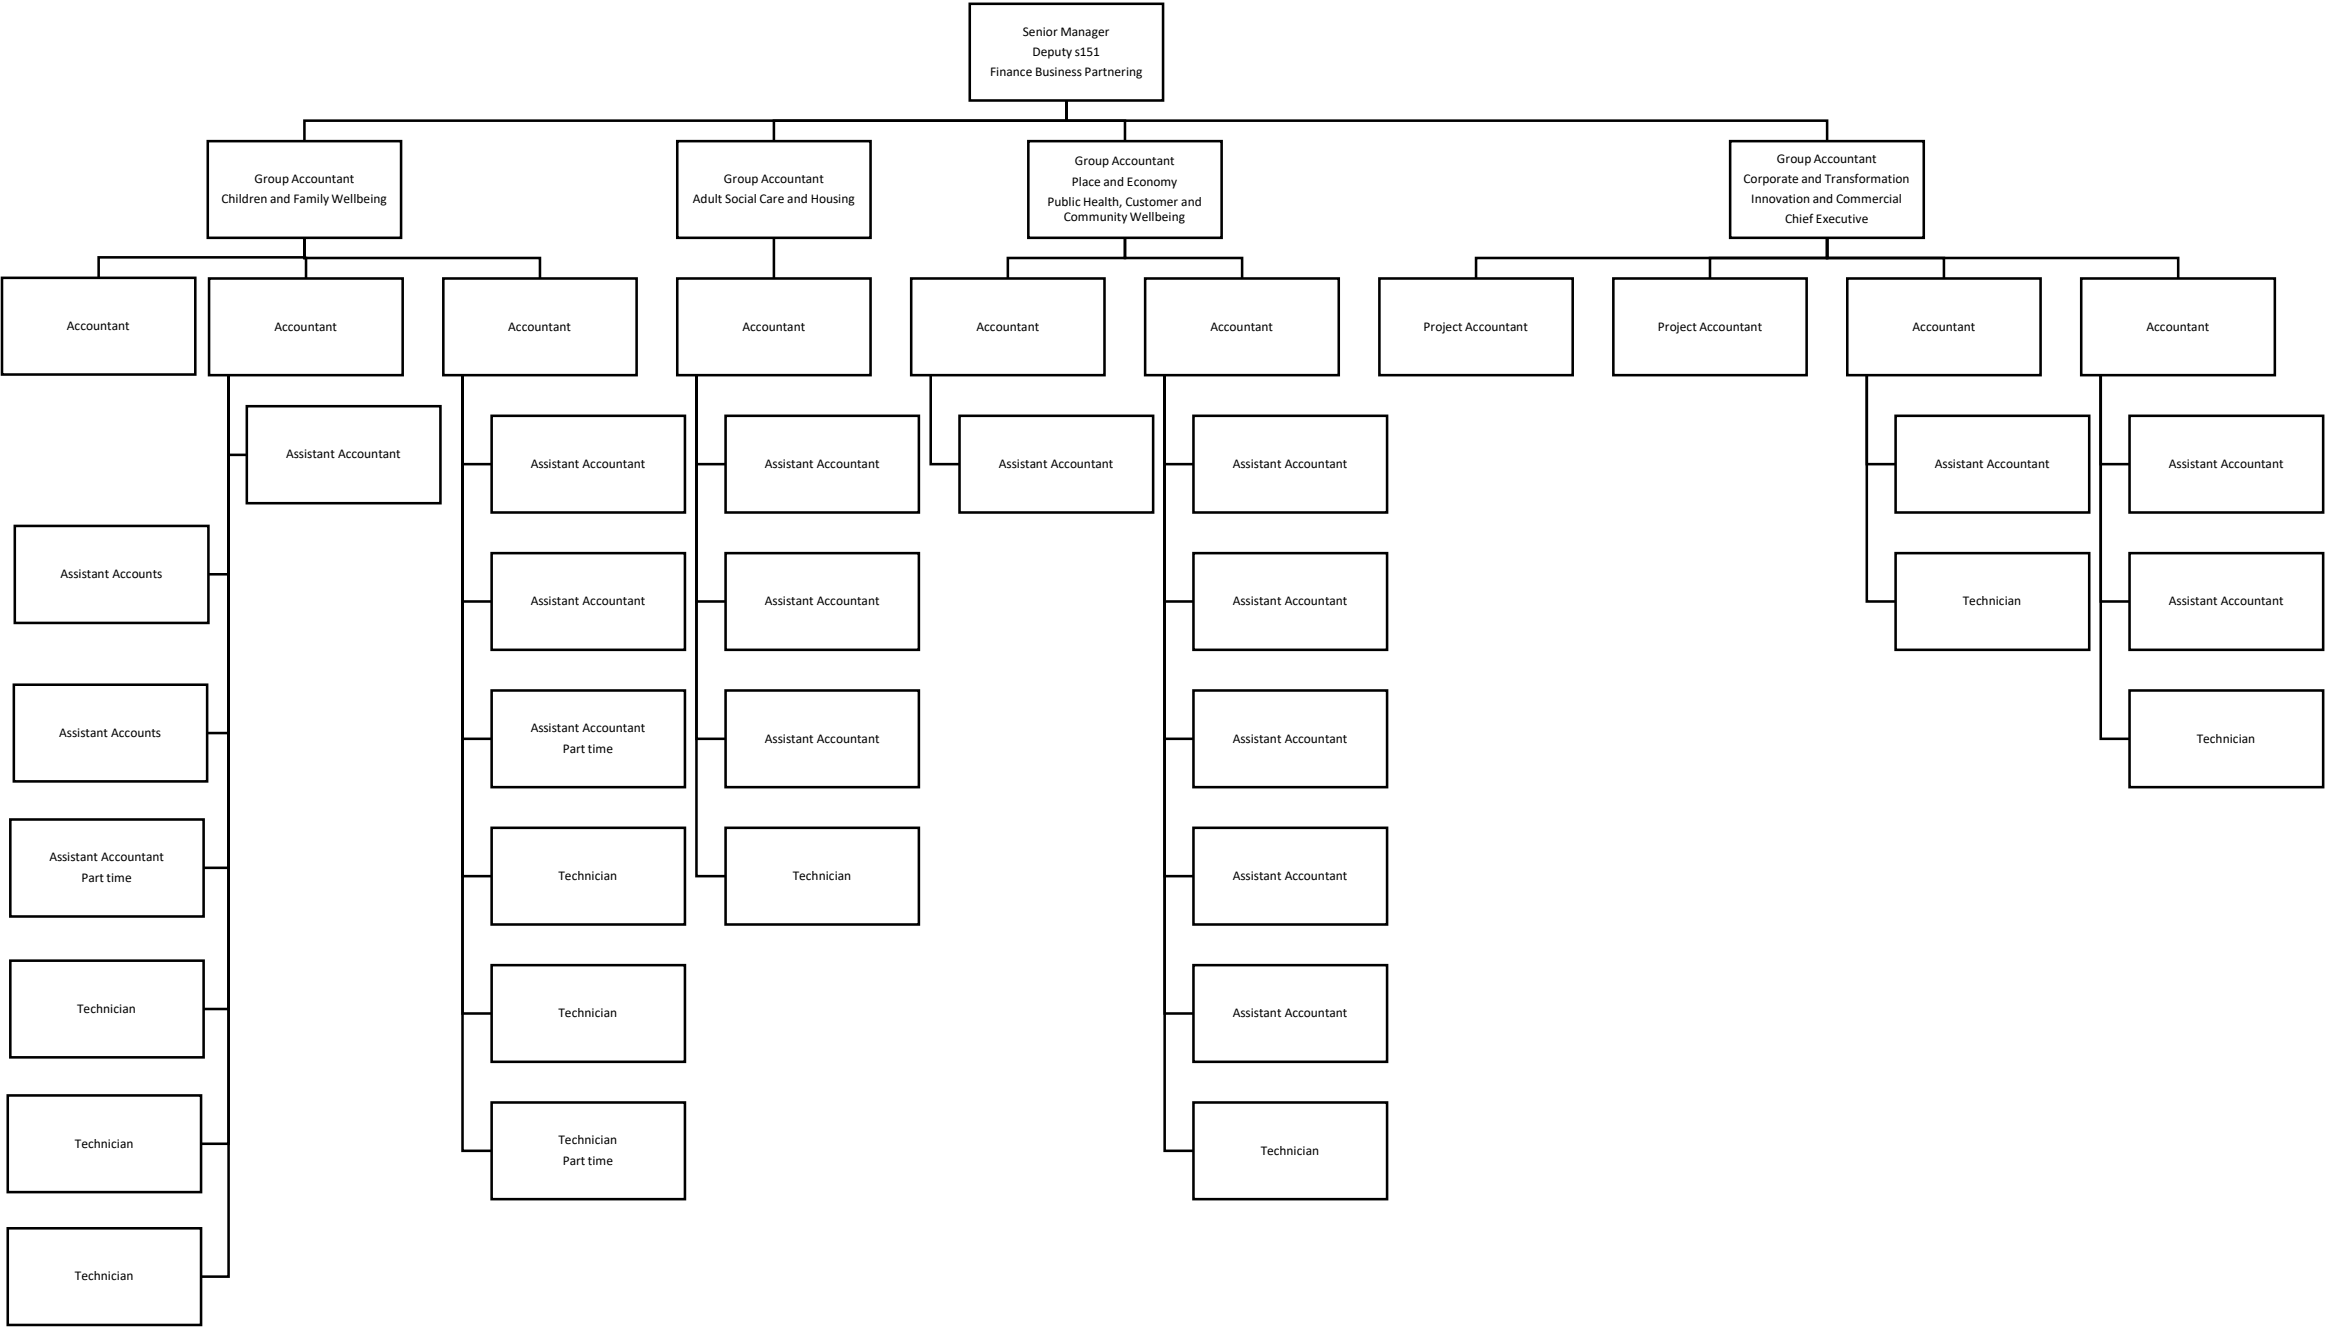 Senior Manager
Deputy s151
Finance Business Partnering
Group Accountant
Children and Family Wellbeing
Group Accountant
Adult Social Care and Housing
Group Accountant
Place and Economy
Public Health, Customer and
Community Wellbeing
Group Accountant
Corporate and Transformation
Innovation and Commercial
Chief Executive
Accountant
Accountant
Accountant
Accountant
Accountant
Accountant
Project Accountant
Project Accountant
Accountant
Accountant
Assistant Accountant
Assistant Accounts
Assistant Accounts
Assistant Accountant
Part time
Technician
Technician
Technician
Assistant Accountant
Assistant Accountant
Assistant Accountant
Part time
Technician
Technician
Technician
Part time
Assistant Accountant
Assistant Accountant
Assistant Accountant
Technician
Assistant Accountant
Assistant Accountant
Assistant Accountant
Assistant Accountant
Assistant Accountant
Assistant Accountant
Technician
Assistant Accountant
Technician
Assistant Accountant
Assistant Accountant
Technician